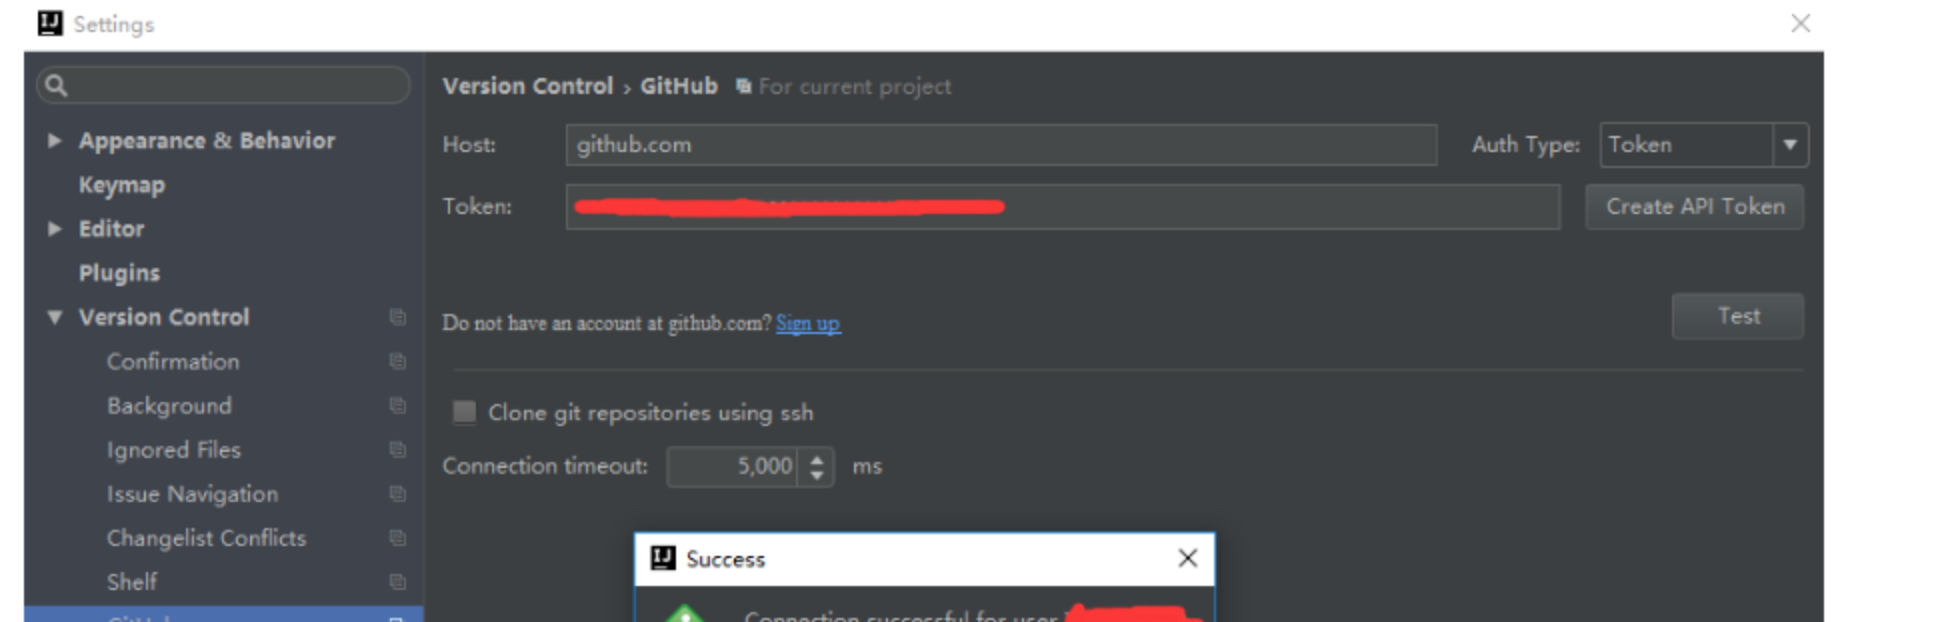 Settings
Version Control › GitHub For current project
Appearance & Behavior
Keymap
Editor
Plugins
Version Control
Confirmation
Background
Ignored Files
Issue Navigation
Changelist Conflicts
Shelf
GitHub
Host: github.com Auth Type: Token
Token: Create API Token
Do not have an account at github.com? Sign up
Test
Clone git repositories using ssh
Connection timeout: 5,000 ms
Success
Connection successful for user